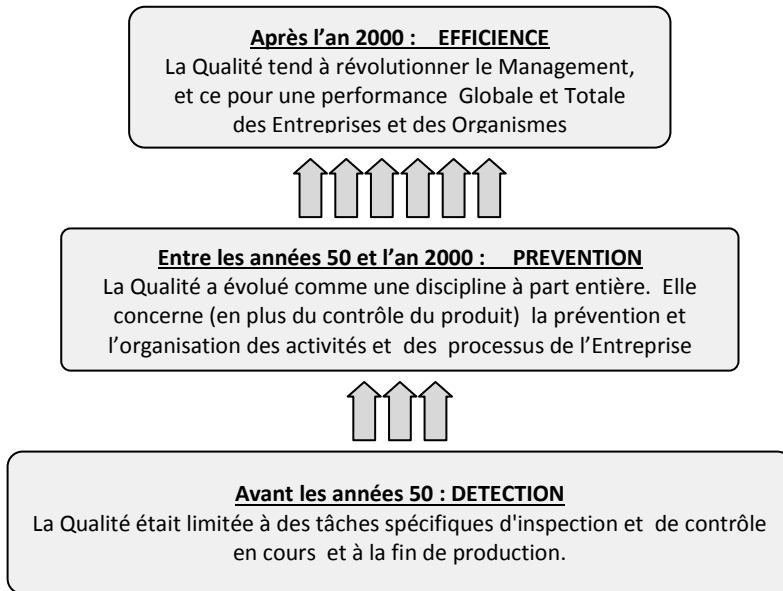 Après l’an 2000 : EFFICIENCE
La Qualité tend à révolutionner le Management,
et ce pour une performance Globale et Totale
des Entreprises et des Organismes
Entre les années 50 et l’an 2000 : PREVENTION
La Qualité a évolué comme une discipline à part entière. Elle
concerne (en plus du contrôle du produit) la prévention et
l’organisation des activités et des processus de l’Entreprise
Avant les années 50 : DETECTION
La Qualité était limitée à des tâches spécifiques d'inspection et de contrôle
en cours et à la fin de production.